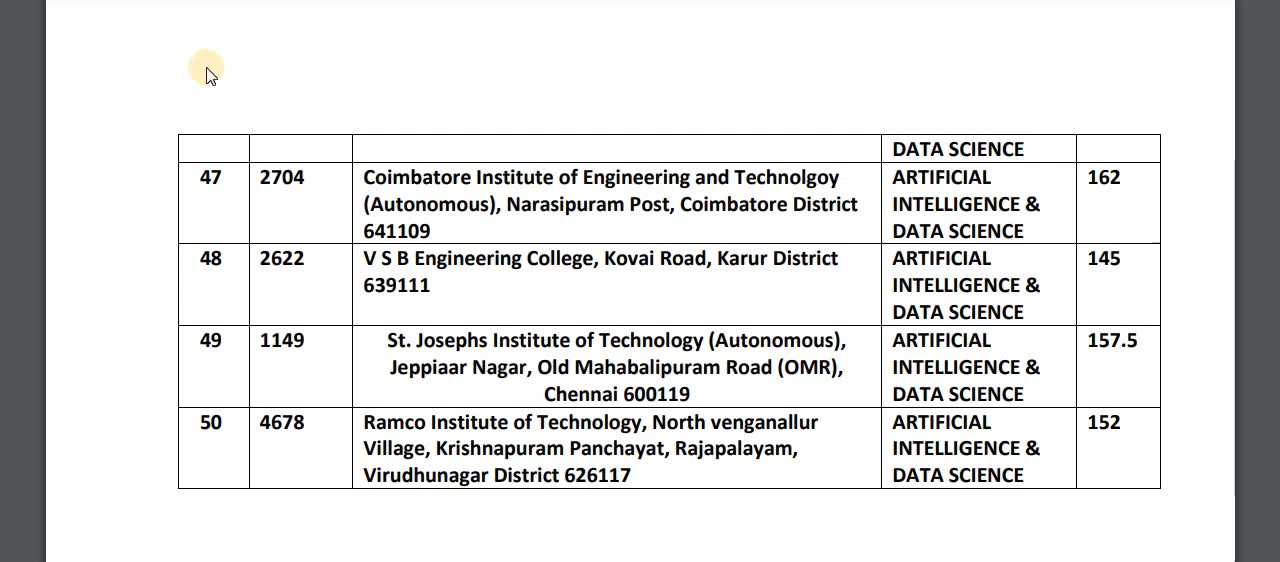 DATA SCIENCE
47 2704 Coimbatore Institute of Engineering and Technolgoy ARTIFICIAL 162
(Autonomous), Narasipuram Post, Coimbatore District INTELLIGENCE &
641109 DATA SCIENCE
48 2622 V S B Engineering College, Kovai Road, Karur District ARTIFICIAL 145
639111 INTELLIGENCE &
DATA SCIENCE
49 1149 St. Josephs Institute of Technology (Autonomous), ARTIFICIAL 157.5
Jeppiaar Nagar, Old Mahabalipuram Road (OMR), INTELLIGENCE &
Chennai 600119 DATA SCIENCE
50 4678 Ramco Institute of Technology, North venganallur ARTIFICIAL 152
Village, Krishnapuram Panchayat, Rajapalayam, INTELLIGENCE &
Virudhunagar District 626117 DATA SCIENCE